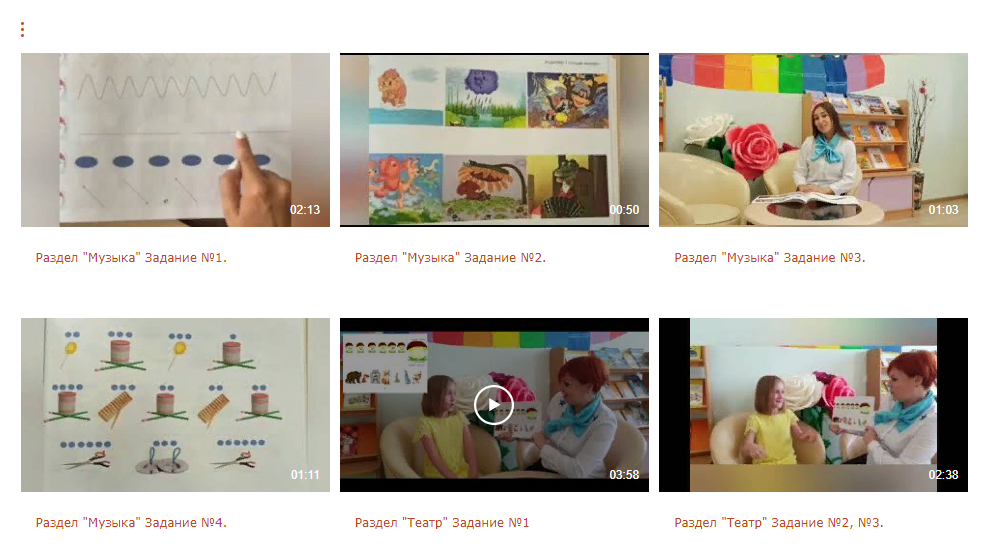 02:13
00:50
01:03
Раздел "Музыка" Задание №1.
Раздел "Музыка" Задание №2.
Раздел "Музыка" Задание №3.
01:11
03:58
02:38
Раздел "Музыка" Задание №4.
Раздел "Театр" Задание №1
Раздел "Театр" Задание №2, №3.